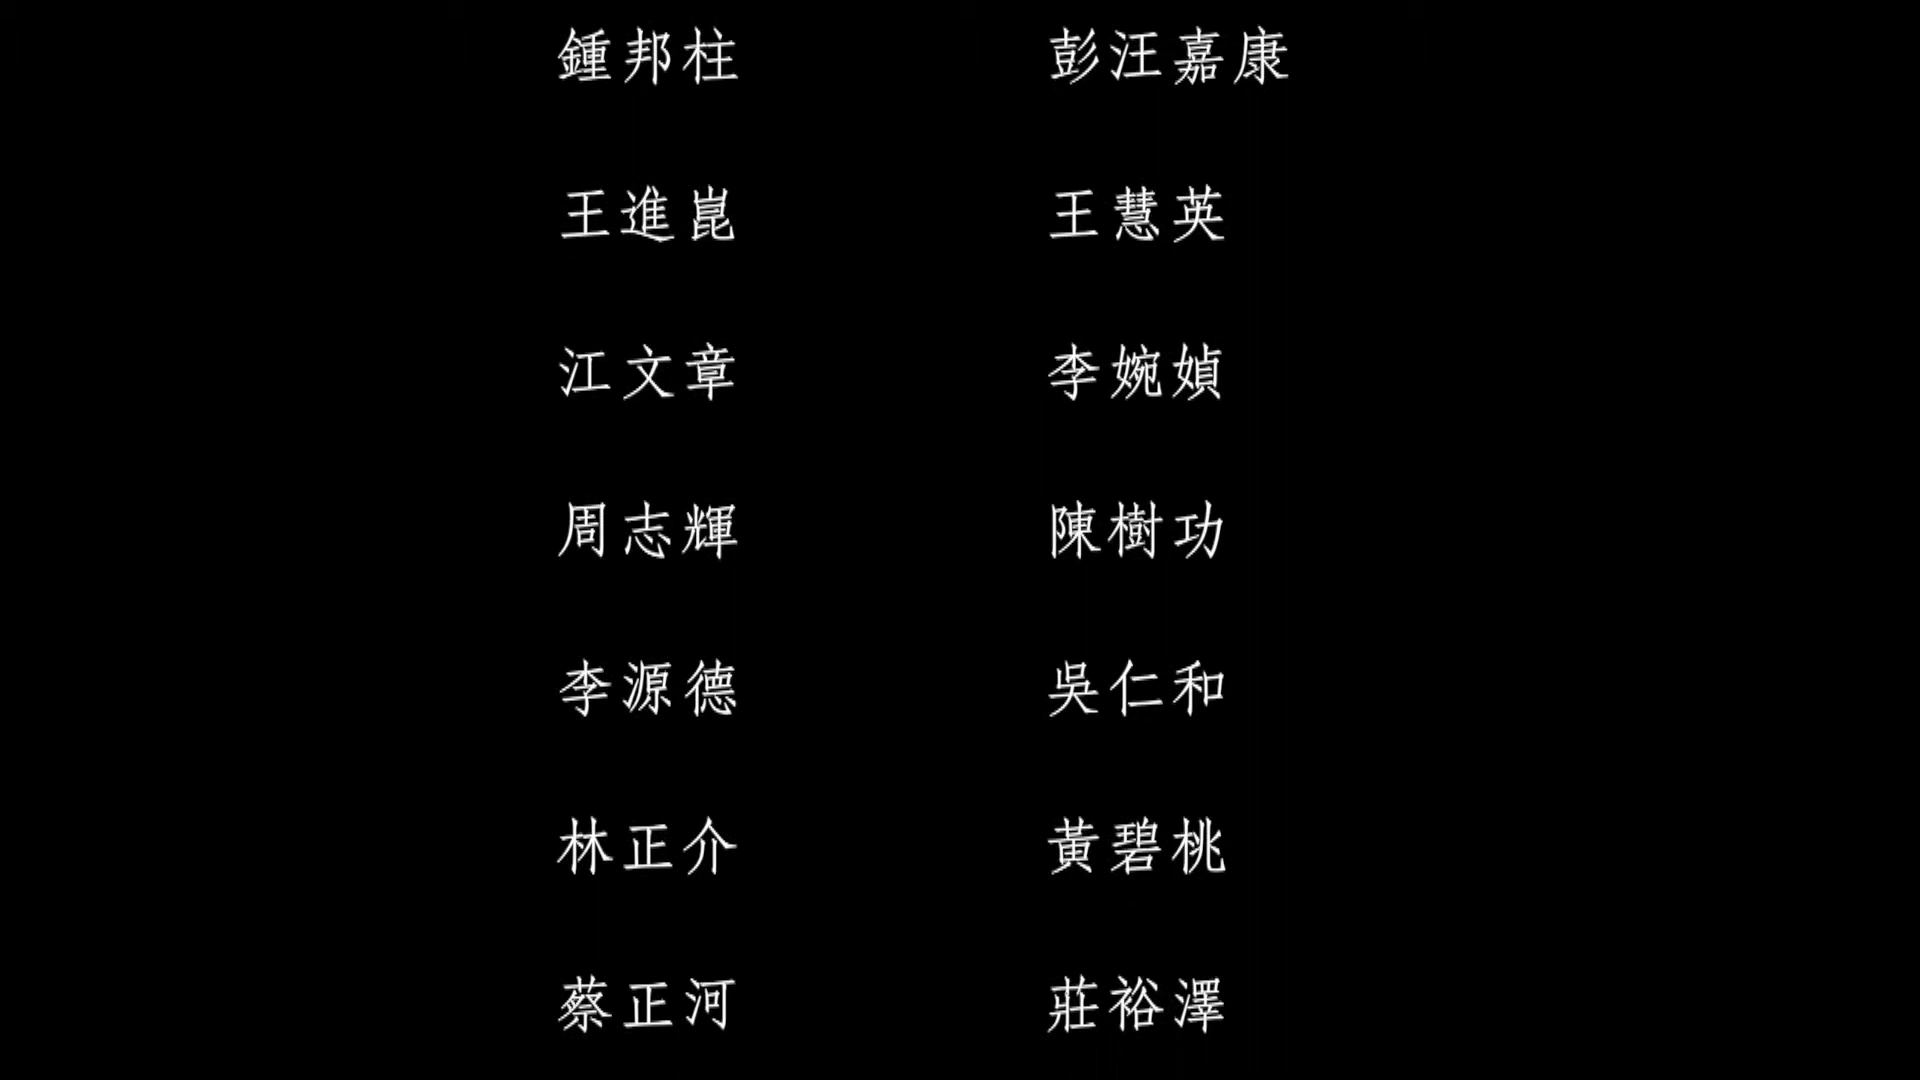 鍾邦柱 彭汪嘉康
王進崑 王慧英
江文章 李婉媜
周志輝 陳樹功
李源德 吳仁和
林正介 黃碧桃
蔡正河 莊裕澤